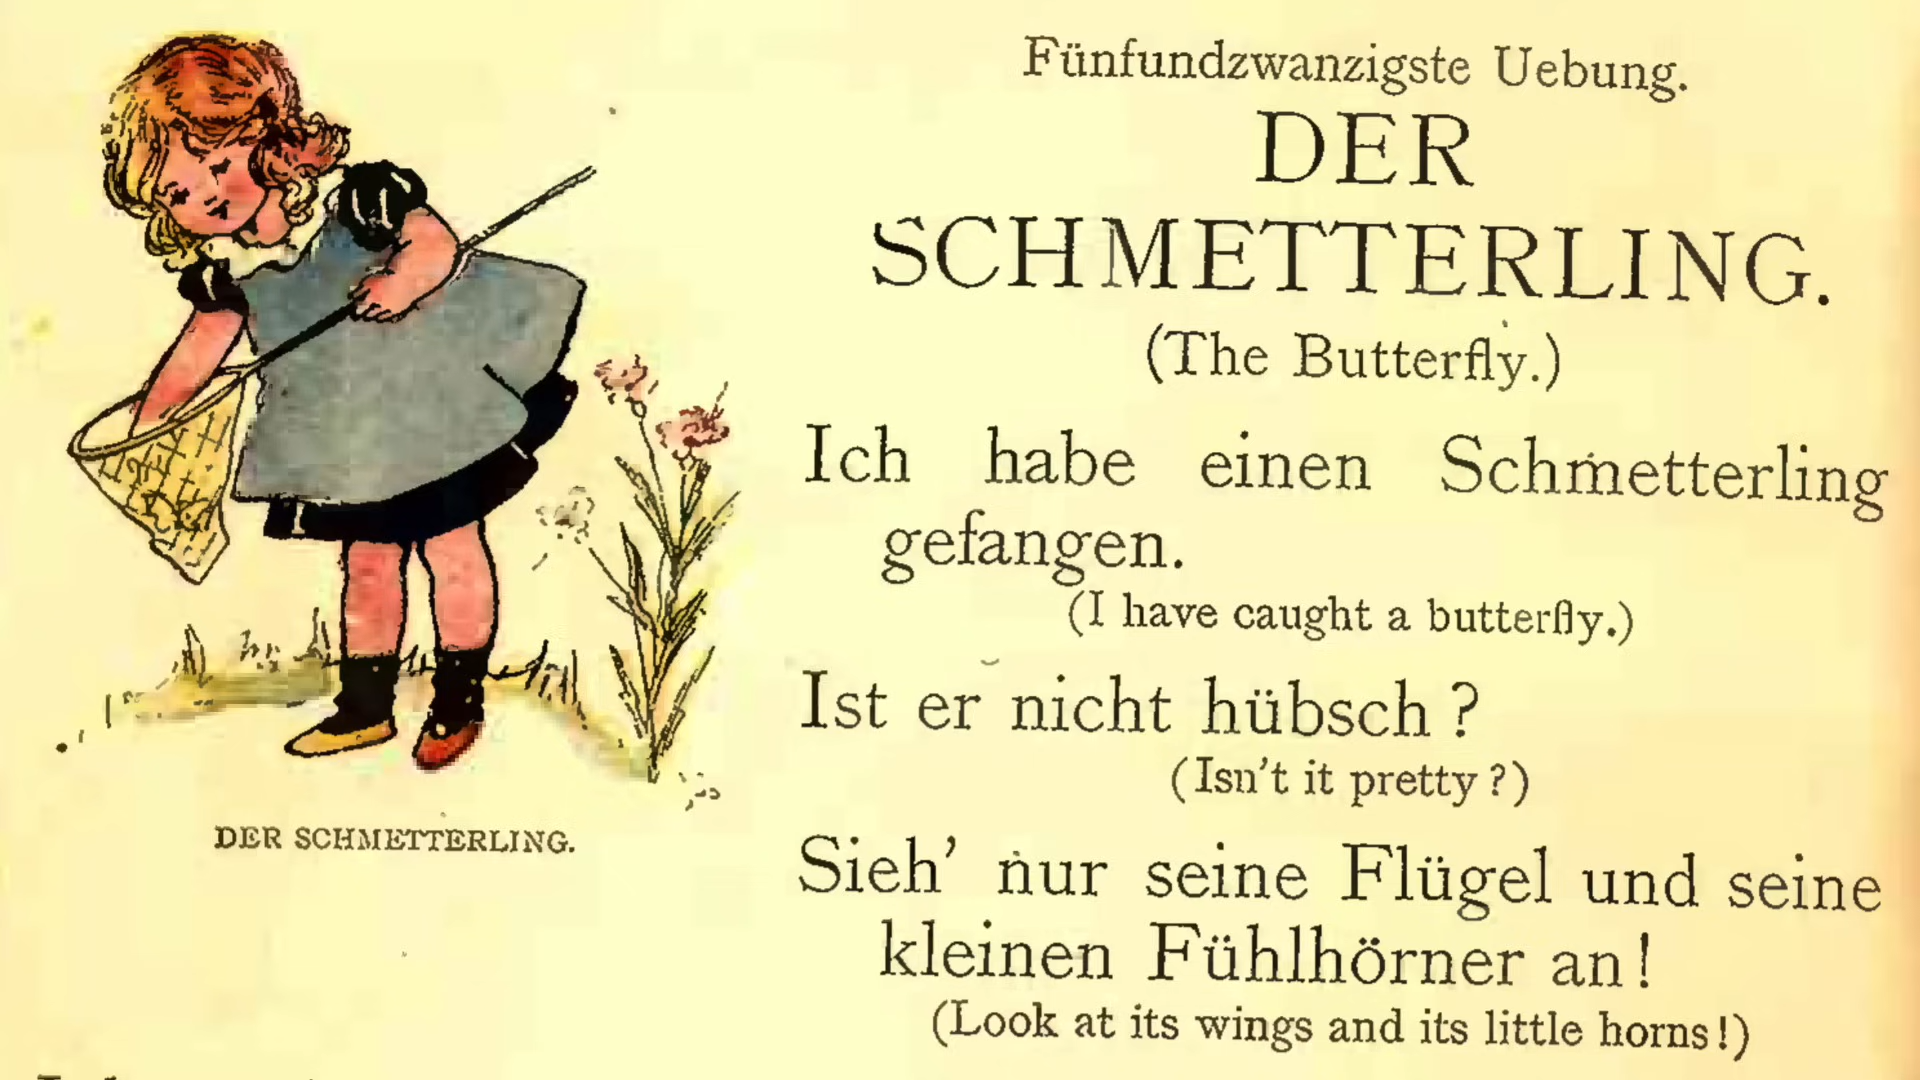 Fünfundzwanzigste Uebung.
DER
SCHMETTERLING.
(The Butterfly.)
Ich habe einen Schmetterling
gefangen.
(I have caught a butterfly.)
Ist er nicht hübsch ?
(Isn't it pretty ?)
Sieh' nur seine Flügel und seine
kleinen Fühlhörner an !
(Look at its wings and its little horns !)
DER SCHMETTERLING.